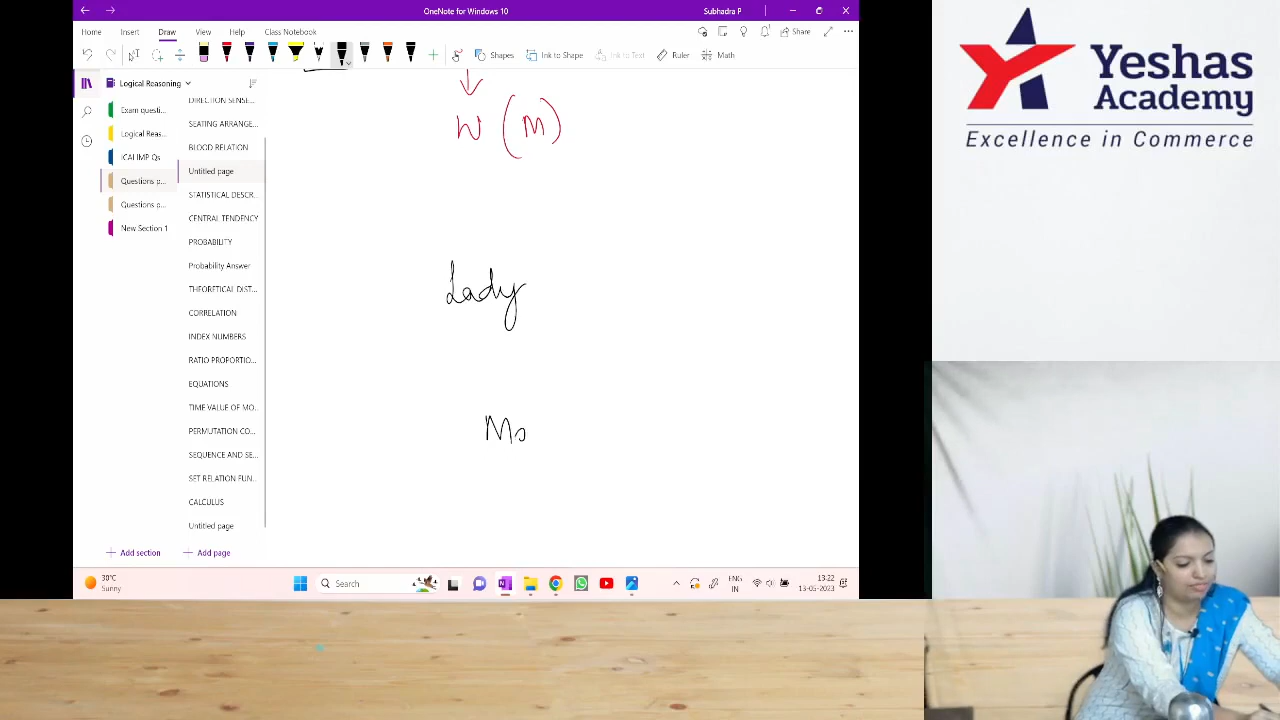 OneNote for Windows 10
Subhadra P
Home Insert Draw View Help Class Notebook
Share
Shapes Ink to Shape Ink to Text Ruler Math
Logical Reasoning
Exam questi...
Logical Reas...
ICAI IMP Qs
Questions p...
Questions p...
New Section 1
DIRECTION SENSE...
SEATING ARRANGE...
BLOOD RELATION
Untitled page
STATISTICAL DESCR...
CENTRAL TENDENCY
PROBABILITY
Probability Answer
THEORETICAL DIST...
CORRELATION
INDEX NUMBERS
RATIO PROPORTIO...
EQUATIONS
TIME VALUE OF MO...
PERMUTATION CO...
SEQUENCE AND SE...
SET RELATION FUN...
CALCULUS
Untitled page
Add section
Add page
W (M)
Lady
Mo
30°C
Sunny
Search
ENG
IN
13:22
13-05-2023
Yeshas
Academy
Excellence in Commerce